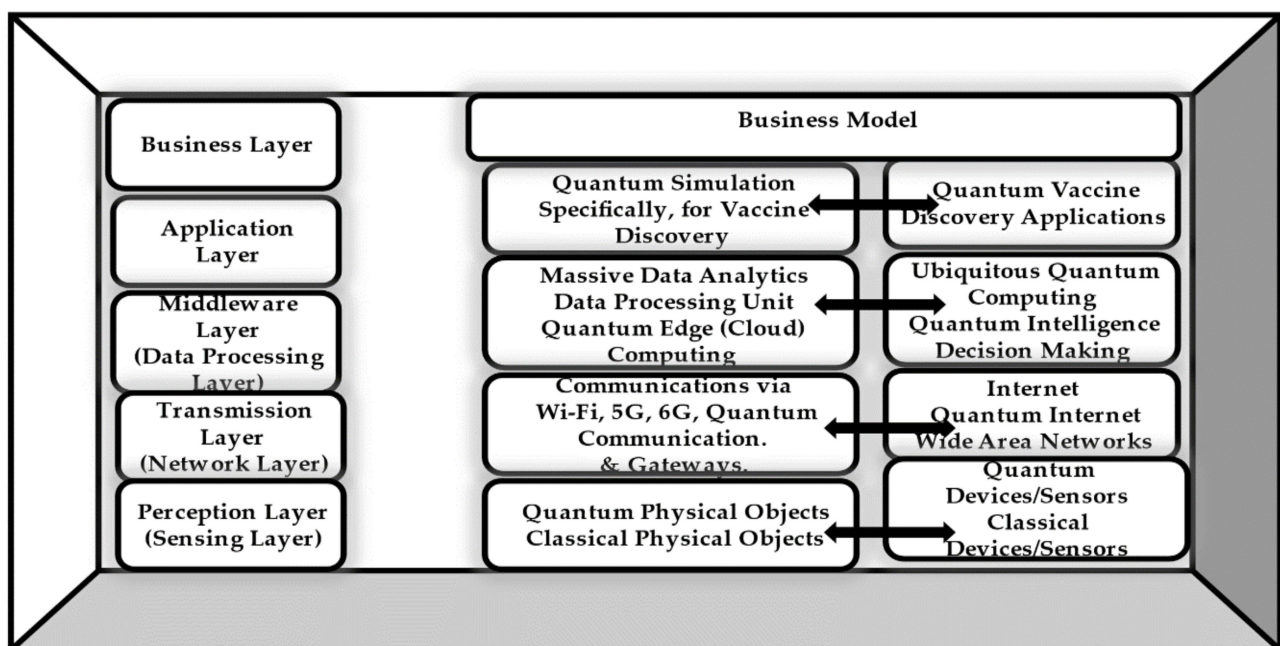 Business Layer
Application
Layer
Middleware
Layer
(Data Processing
Layer)
Transmission
Layer
(Network Layer)
Perception Layer
(Sensing Layer)
Business Model
Quantum Simulation
Specifically, for Vaccine
Discovery
Quantum Vaccine
Discovery Applications
Massive Data Analytics
Data Processing Unit
Quantum Edge (Cloud)
Computing
Ubiquitous Quantum
Computing
Quantum Intelligence
Decision Making
Communications via
Wi-Fi, 5G, 6G, Quantum
Communication.
& Gateways.
Internet
Quantum Internet
Wide Area Networks
Quantum Physical Objects
Classical Physical Objects
Quantum
Devices/Sensors
Classical
Devices/Sensors